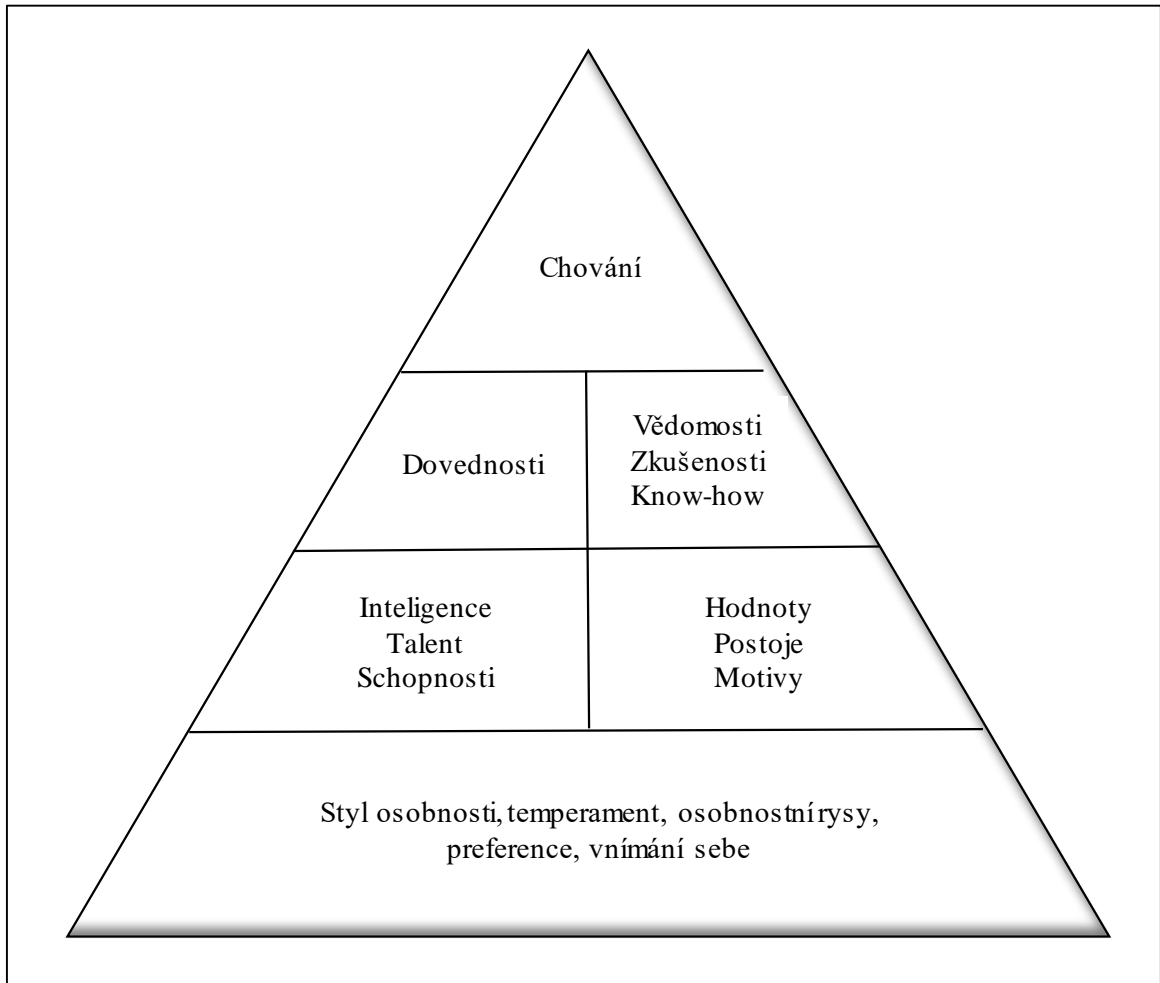 Chování
Dovednosti
Vědomosti
Zkušenosti
Know-how
Inteligence
Talent
Schopnosti
Hodnoty
Postoje
Motivy
Styl osobnosti, temperament, osobnostní rysy,
preference, vnímání sebe